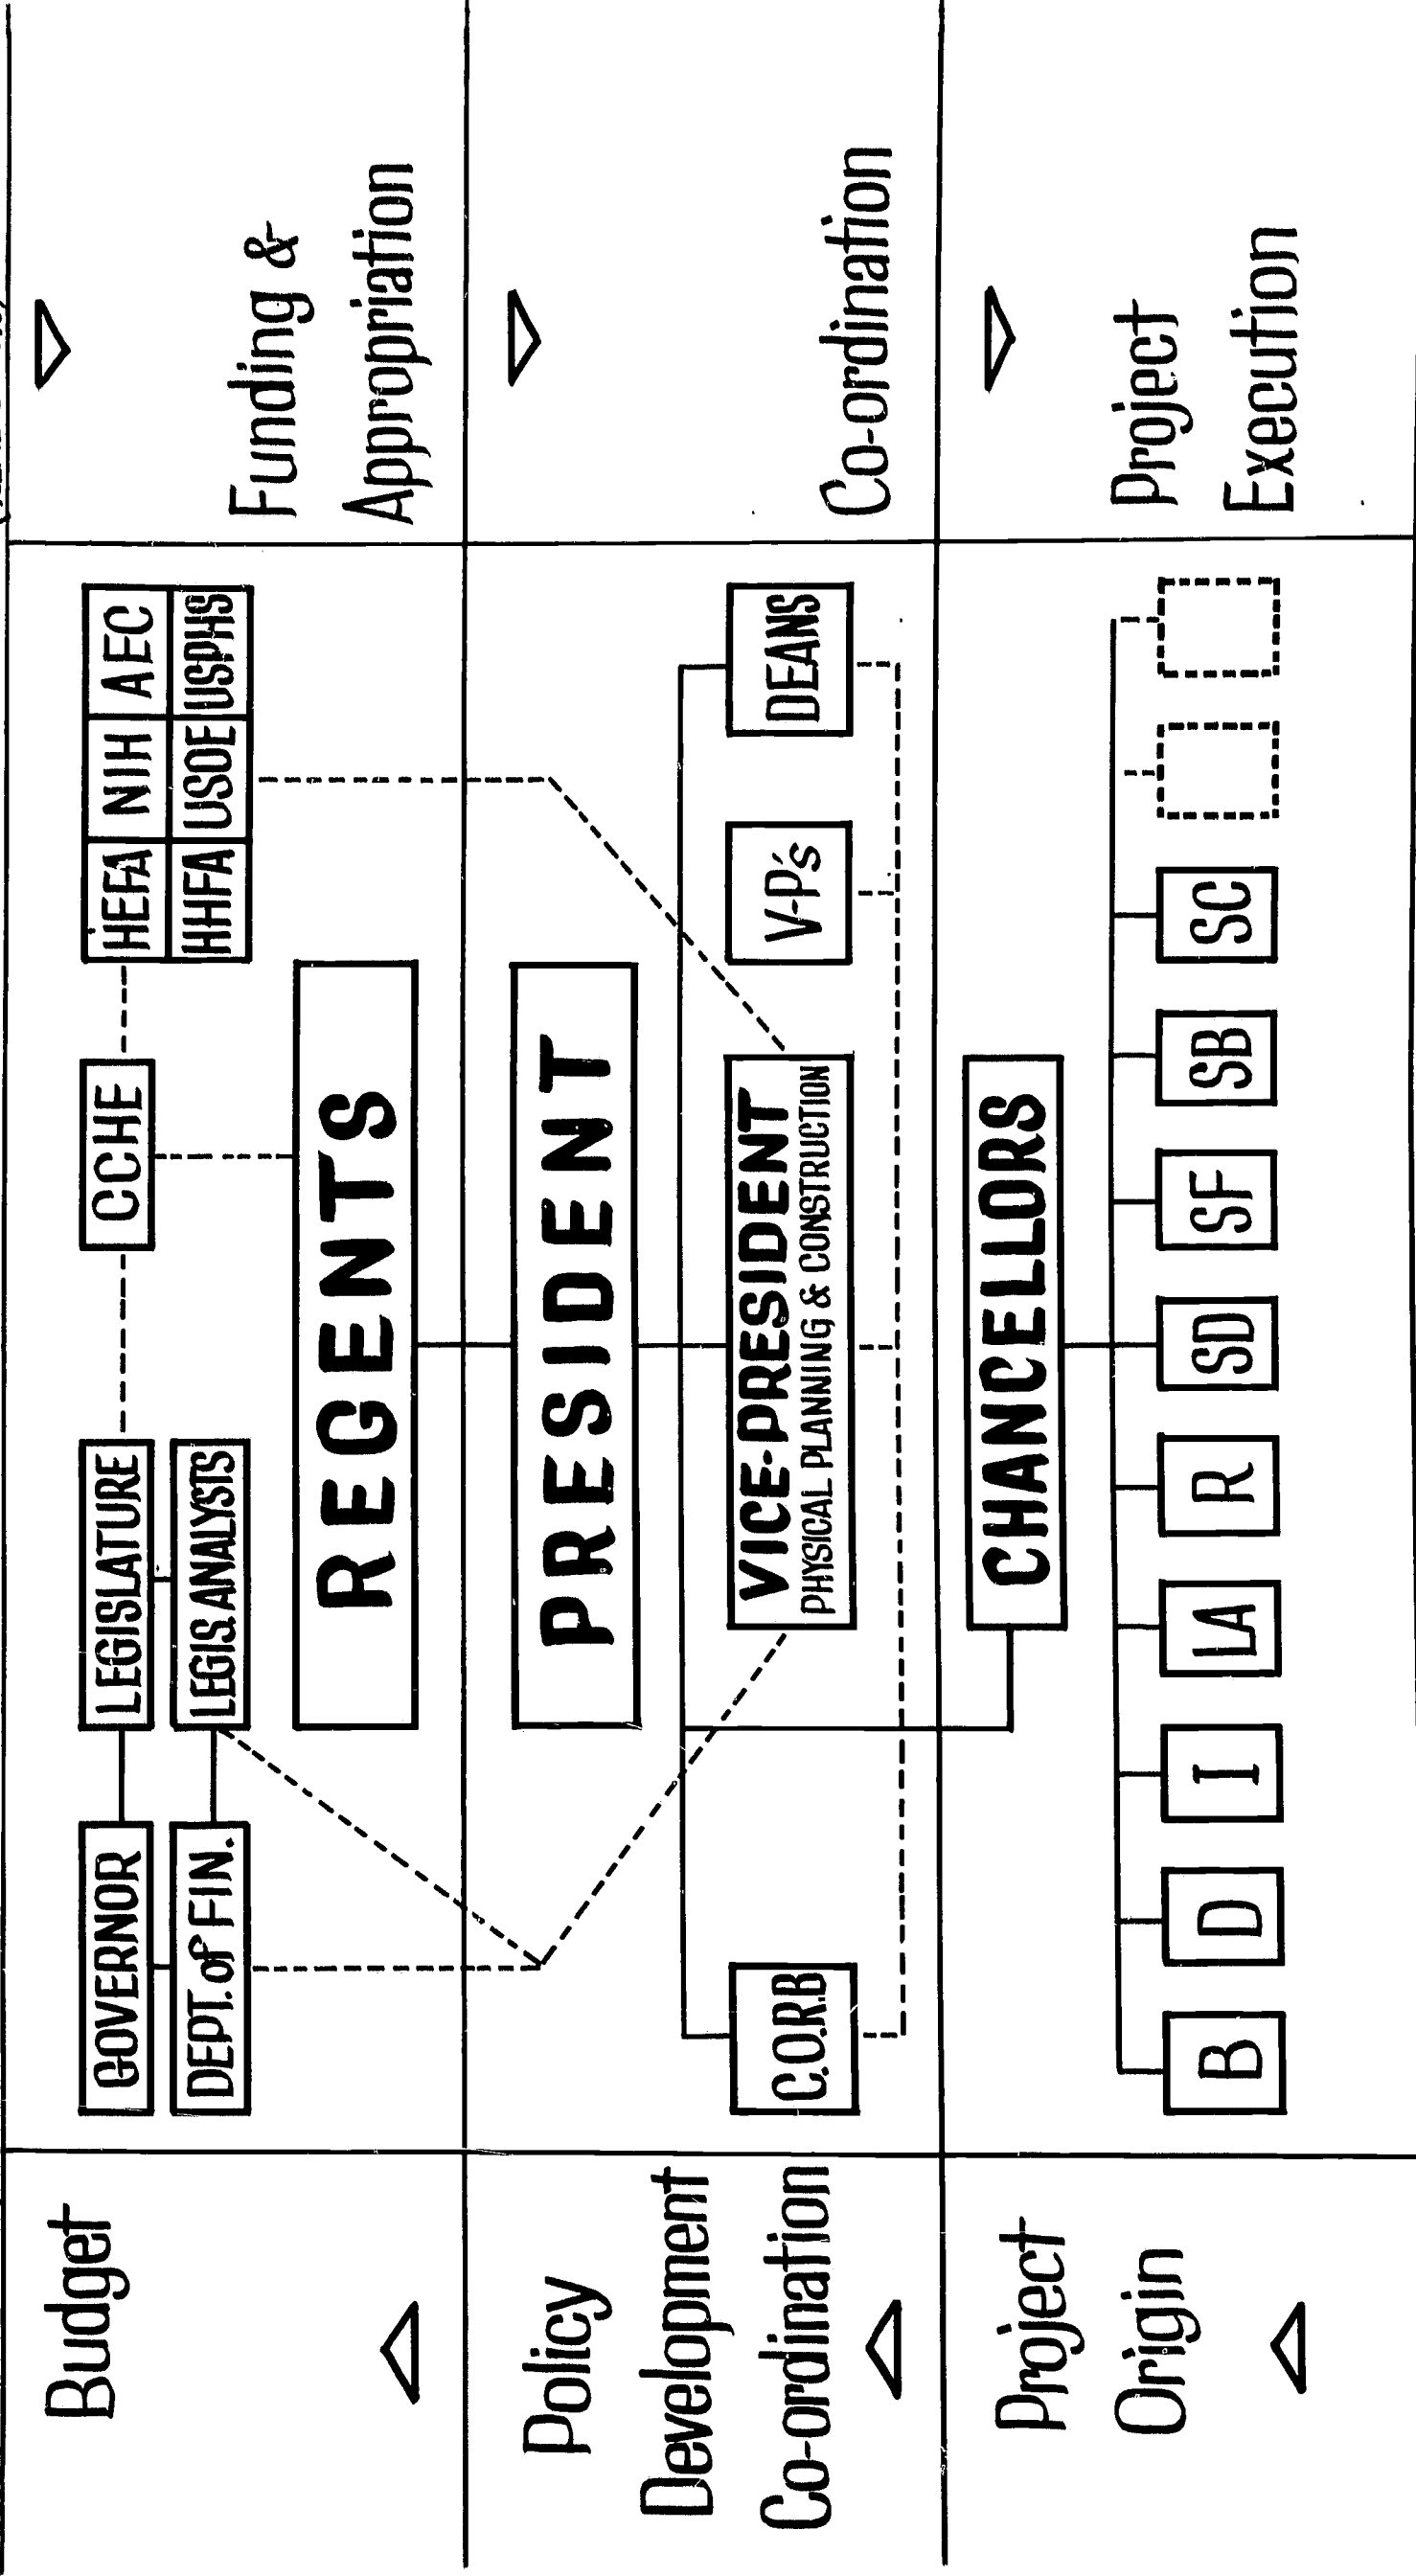 Budget
GOVERNOR
DEPT. of FIN.
LEGISLATURE
LEGIS. ANALYSTS
CCHE
HEFA NIH AEC
HHFA USOE USPHS
REGENTS
Funding &
Appropriation
Policy
Development
Co-ordination
PRESIDENT
C.O.R.B
VICE-PRESIDENT
PHYSICAL PLANNING & CONSTRUCTION
V-P's
DEANS
Co-ordination
Project
Origin
CHANCELLORS
B D I LA R SD SF SB SC
Project
Execution